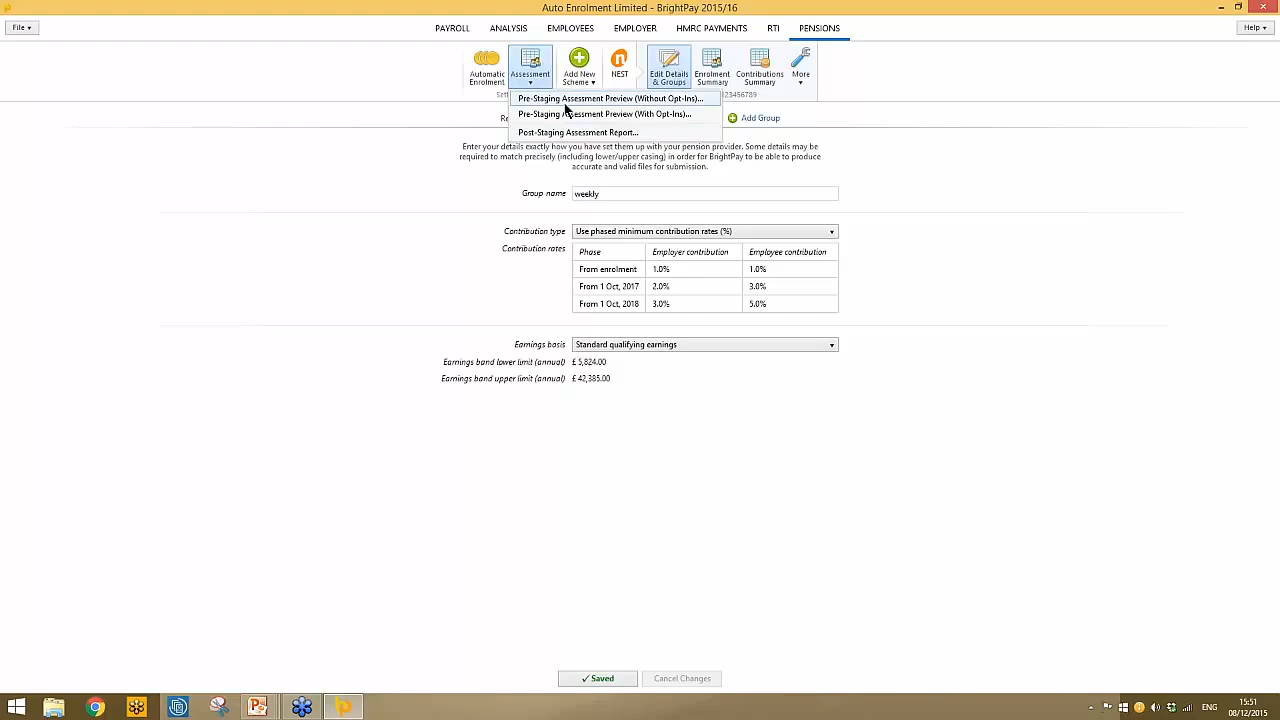 Auto Enrolment Limited - BrightPay 2015/16
File
PAYROLL ANALYSIS EMPLOYEES EMPLOYER HMRC PAYMENTS RTI PENSIONS
Help
Automatic Enrolment
Assessment
Add New Scheme
NEST
Edit Details & Groups
Enrolment Summary
Contributions Summary
More
123456789
Pre-Staging Assessment Preview (Without Opt-Ins)...
Pre-Staging Assessment Preview (With Opt-Ins)...
Post-Staging Assessment Report...
Add Group
Enter your details exactly how you have set them up with your pension provider. Some details may be
required to match precisely (including lower/upper casing) in order for BrightPay to be able to produce
accurate and valid files for submission.
Group name weekly
Contribution type Use phased minimum contribution rates (%)
Contribution rates Phase Employer contribution Employee contribution
From enrolment 1.0% 1.0%
From 1 Oct, 2017 2.0% 3.0%
From 1 Oct, 2018 3.0% 5.0%
Earnings basis Standard qualifying earnings
Earnings band lower limit (annual) £ 5,824.00
Earnings band upper limit (annual) £ 42,385.00
✓ Saved Cancel Changes
ENG
15:51
08/12/2015